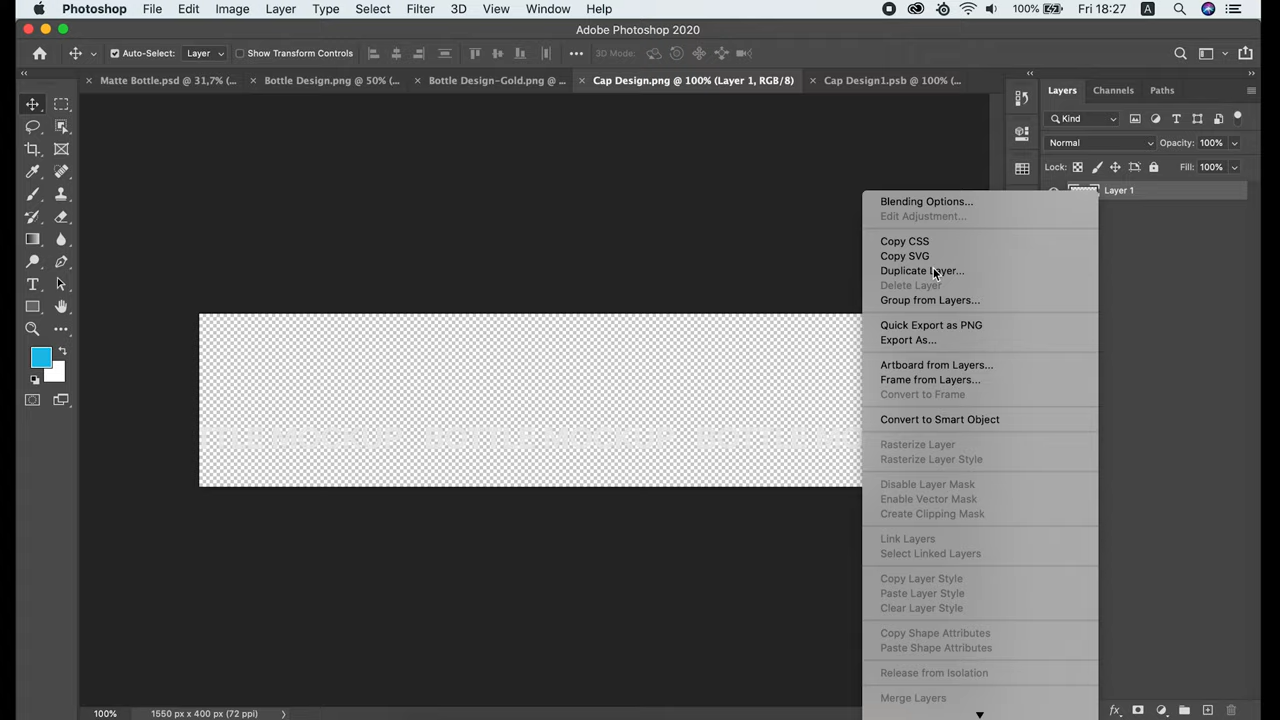 Photoshop File Edit Image Layer Type Select Filter 3D View Window Help 100% Fri 18:27 A
Adobe Photoshop 2020
Auto-Select: Layer Show Transform Controls 3D Mode:
Matte Bottle.psd @ 31,7% (... Bottle Design.png @ 50% (... Bottle Design-Gold.png @ ... Cap Design.png @ 100% (Layer 1, RGB/8) Cap Design1.psb @ 100% (...
Layers Channels Paths
Kind
Normal Opacity: 100%
Lock: Fill: 100%
Layer 1
Blending Options...
Edit Adjustment...
Copy CSS
Copy SVG
Duplicate Layer...
Delete Layer
Group from Layers...
Quick Export as PNG
Export As...
Artboard from Layers...
Frame from Layers...
Convert to Frame
Convert to Smart Object
Rasterize Layer
Rasterize Layer Style
Disable Layer Mask
Enable Vector Mask
Create Clipping Mask
Link Layers
Select Linked Layers
Copy Layer Style
Paste Layer Style
Clear Layer Style
Copy Shape Attributes
Paste Shape Attributes
Release from Isolation
Merge Layers
100% 1550 px x 400 px (72 ppi)
fx